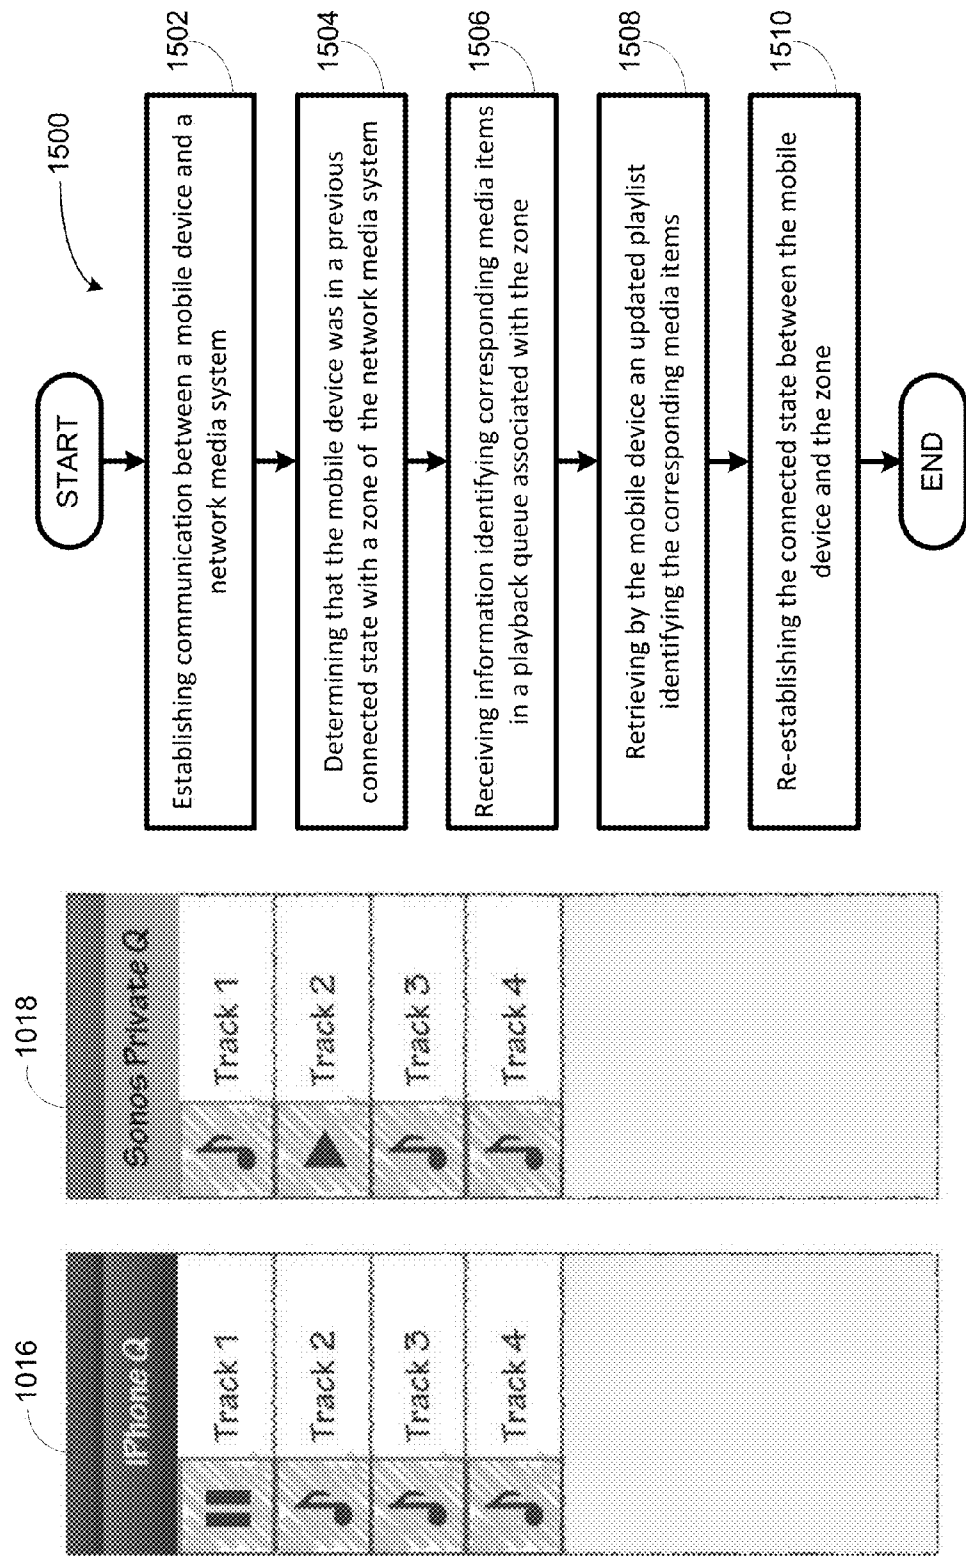 1016
iPhone Q
Track 1
Track 2
Track 3
Track 4
1018
Sonos Private Q
Track 1
Track 2
Track 3
Track 4
1500
START
1502
Establishing communication between a mobile device and a
network media system
1504
Determining that the mobile device was in a previous
connected state with a zone of the network media system
1506
Receiving information identifying corresponding media items
in a playback queue associated with the zone
1508
Retrieving by the mobile device an updated playlist
identifying the corresponding media items
1510
Re-establishing the connected state between the mobile
device and the zone
END